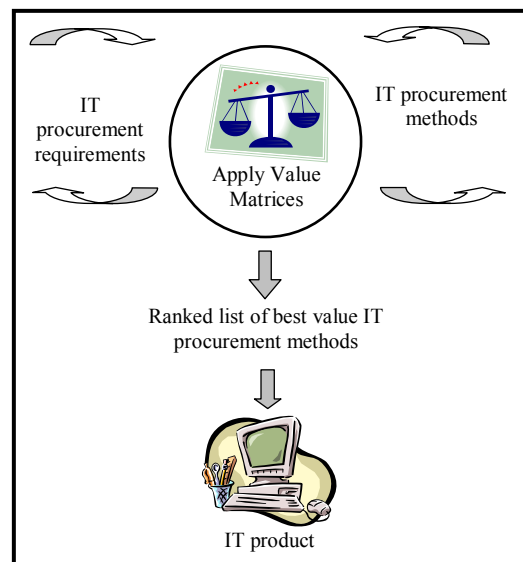 IT
procurement
requirements
IT procurement
methods
Apply Value
Matrices
Ranked list of best value IT
procurement methods
IT product